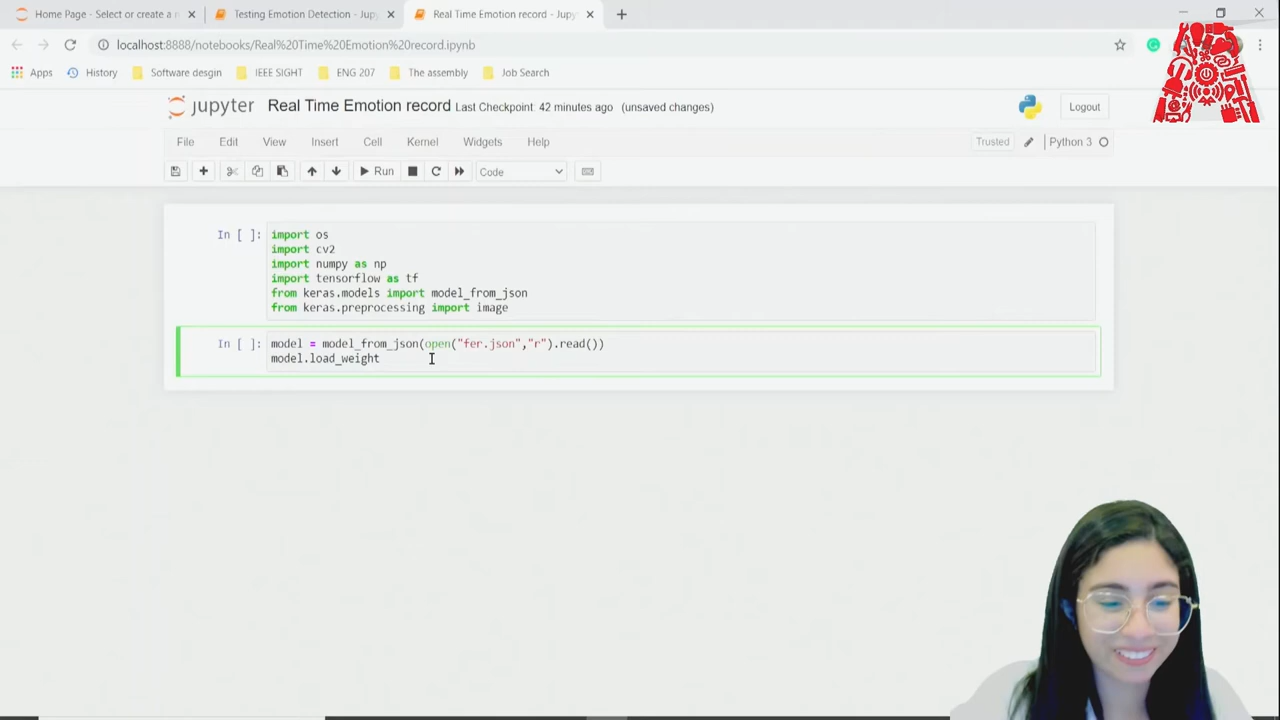 Home Page - Select or create a n
Testing Emotion Detection - Jup
Real Time Emotion record - Jupy
localhost:8888/notebooks/Real%20Time%20Emotion%20record.ipynb
Apps
History
Software desgin
IEEE SIGHT
ENG 207
The assembly
Job Search
jupyter
Real Time Emotion record Last Checkpoint: 42 minutes ago (unsaved changes)
Logout
File
Edit
View
Insert
Cell
Kernel
Widgets
Help
Trusted
Python 3
Run
Code
In [ ]:
import os
import cv2
import numpy as np
import tensorflow as tf
from keras.models import model_from_json
from keras.preprocessing import image
In [ ]:
model = model_from_json(open("fer.json","r").read())
model.load_weight